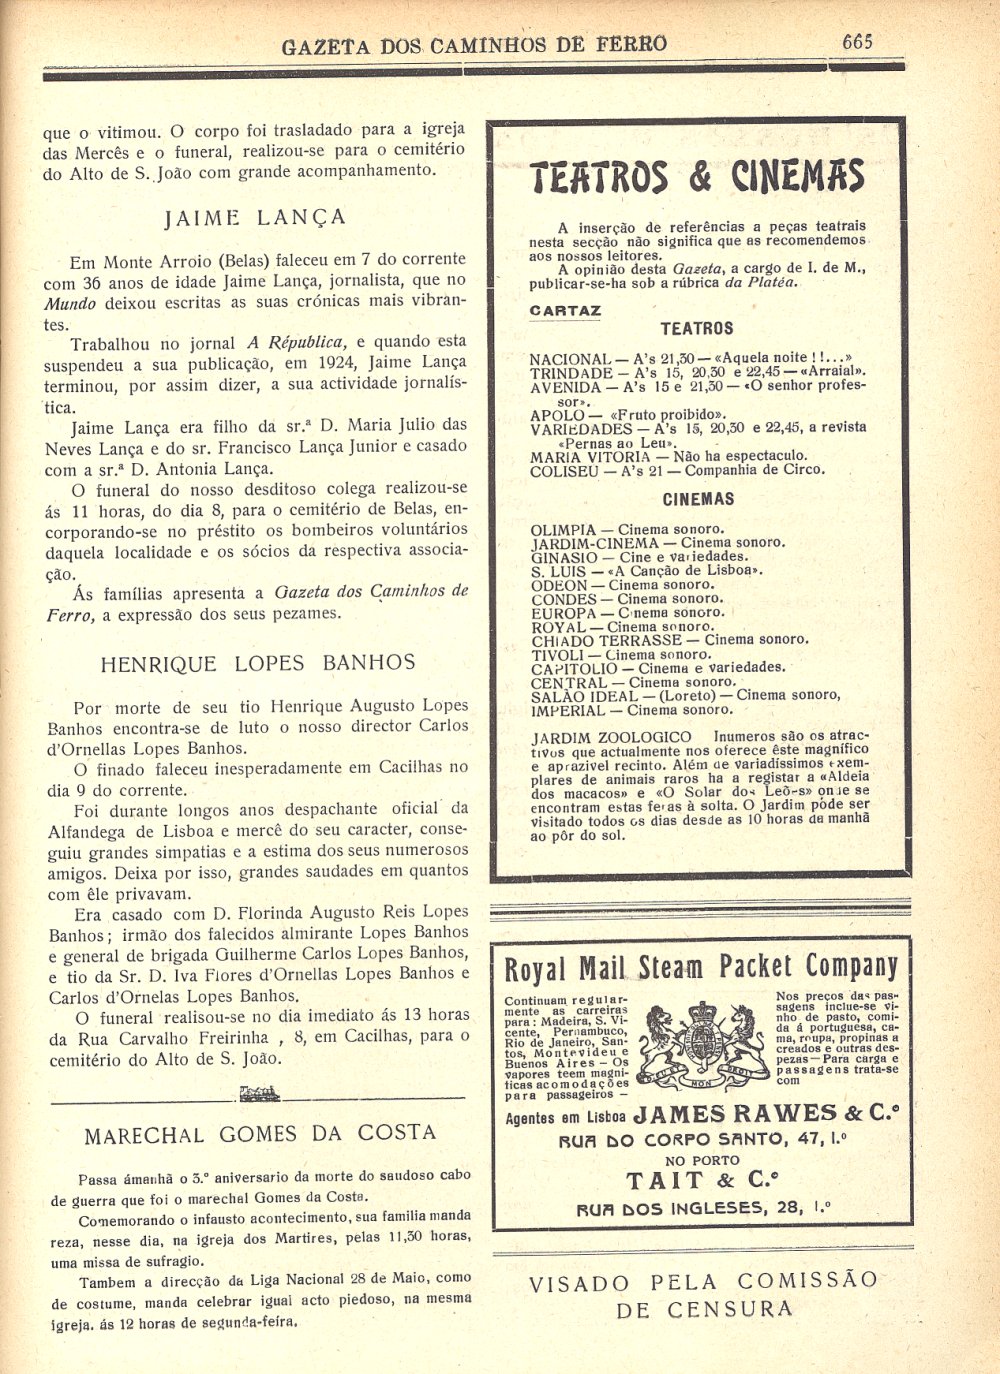 GAZETA DOS CAMINHOS DE FERRO
665
que o vitimou. O corpo foi trasladado para a igreja
das Mercês e o funeral, realizou-se para o cemitério
do Alto de S. João com grande acompanhamento.
JAIME LANÇA
Em Monte Arroio (Belas) faleceu em 7 do corrente
com 36 anos de idade Jaime Lança, jornalista, que no
Mundo deixou escritas as suas crónicas mais vibran-
tes.
Trabalhou no jornal A Républica, e quando esta
suspendeu a sua publicação, em 1924, Jaime Lança
terminou, por assim dizer, a sua actividade jornalís-
tica.
Jaime Lança era filho da sr.ª D. Maria Julio das
Neves Lança e do sr. Francisco Lança Junior e casado
com a sr.ª D. Antonia Lança.
O funeral do nosso desditoso colega realizou-se
ás 11 horas, do dia 8, para o cemitério de Belas, en-
corporando-se no préstito os bombeiros voluntários
daquela localidade e os sócios da respectiva associa-
ção.
Ás famílias apresenta a Gazeta dos Caminhos de
Ferro, a expressão dos seus pezames.
HENRIQUE LOPES BANHOS
Por morte de seu tio Henrique Augusto Lopes
Banhos encontra-se de luto o nosso director Carlos
d'Ornellas Lopes Banhos.
O finado faleceu inesperadamente em Cacilhas no
dia 9 do corrente.
Foi durante longos anos despachante oficial da
Alfandega de Lisboa e mercê do seu caracter, conse-
guiu grandes simpatias e a estima dos seus numerosos
amigos. Deixa por isso, grandes saudades em quantos
com êle privavam.
Era casado com D. Florinda Augusto Reis Lopes
Banhos; irmão dos falecidos almirante Lopes Banhos
e general de brigada Guilherme Carlos Lopes Banhos,
e tio da Sr. D. Iva Flores d'Ornellas Lopes Banhos e
Carlos d'Ornelas Lopes Banhos.
O funeral realisou-se no dia imediato ás 13 horas
da Rua Carvalho Freirinha , 8, em Cacilhas, para o
cemitério do Alto de S. João.
MARECHAL GOMES DA COSTA
Passa ámanhã o 3.º aniversario da morte do saudoso cabo
de guerra que foi o marechal Gomes da Costa.
Comemorando o infausto acontecimento, sua familia manda
reza, nesse dia, na igreja dos Martires, pelas 11,30 horas,
uma missa de sufragio.
Tambem a direcção da Liga Nacional 28 de Maio, como
de costume, manda celebrar igual acto piedoso, na mesma
igreja. ás 12 horas de segunda-feira.
TEATROS & CINEMAS
A inserção de referências a peças teatrais
nesta secção não significa que as recomendemos
aos nossos leitores.
A opinião desta Gazeta, a cargo de I. de M.,
publicar-se-ha sob a rúbrica da Platéa.
CARTAZ
TEATROS
NACIONAL — A's 21,30 — «Aquela noite ! !...»
TRINDADE — A's 15, 20,30 e 22,45 — «Arraial».
AVENIDA — A's 15 e 21,30 — «O senhor profes-
sor».
APOLO — «Fruto proibido».
VARIEDADES — A's 15, 20,30 e 22,45, a revista
«Pernas ao Leu».
MARIA VITORIA — Não ha espectaculo.
COLISEU — A's 21 — Companhia de Circo.
CINEMAS
OLIMPIA — Cinema sonoro.
JARDIM-CINEMA — Cinema sonoro.
GINASIO — Cine e variedades.
S. LUIS — «A Canção de Lisboa».
ODEON — Cinema sonoro.
CONDES — Cinema sonoro.
EUROPA — Cinema sonoro.
ROYAL — Cinema sonoro.
CHIADO TERRASSE — Cinema sonoro.
TIVOLI — Cinema sonoro.
CAPITOLIO — Cinema e variedades.
CENTRAL — Cinema sonoro.
SALÃO IDEAL — (Loreto) — Cinema sonoro,
IMPERIAL — Cinema sonoro.
JARDIM ZOOLOGICO Inumeros são os atrac-
tivos que actualmente nos oferece êste magnífico
e aprazivel recinto. Além de variadíssimos exem-
plares de animais raros ha a registar a «Aldeia
dos macacos» e «O Solar dos Leões» onde se
encontram estas feras à solta. O Jardim pode ser
visitado todos os dias desde as 10 horas da manhã
ao pôr do sol.
Royal Mail Steam Packet Company
Continuam regular-
mente as carreiras
para: Madeira, S. Vi-
cente, Pernambuco,
Rio de Janeiro, San-
tos, Montevideu e
Buenos Aires — Os
vapores teem magni-
ficas acomodações
para passageiros —
DIEU ET MON DROIT
Nos preços das pas-
sagens inclue-se vi-
nho de pasto, comi-
da á portuguesa, ca-
ma, roupa, propinas a
creados e outras des-
pezas — Para carga e
passagens trata-se
com
Agentes em Lisboa JAMES RAWES & C.º
RUA DO CORPO SANTO, 47, 1.º
NO PORTO
TAIT & C.º
RUA DOS INGLESES, 28, 1.º
VISADO PELA COMISSÃO
DE CENSURA